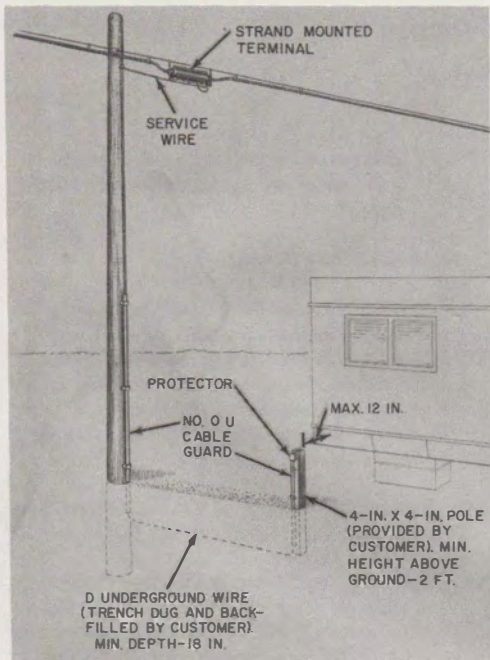 STRAND MOUNTED
TERMINAL
SERVICE
WIRE
PROTECTOR
MAX. 12 IN.
NO. 0 U
CABLE
GUARD
4-IN. X 4-IN. POLE
(PROVIDED BY
CUSTOMER). MIN.
HEIGHT ABOVE
GROUND-2 FT.
D UNDERGROUND WIRE
(TRENCH DUG AND BACK-
FILLED BY CUSTOMER).
MIN. DEPTH-18 IN.